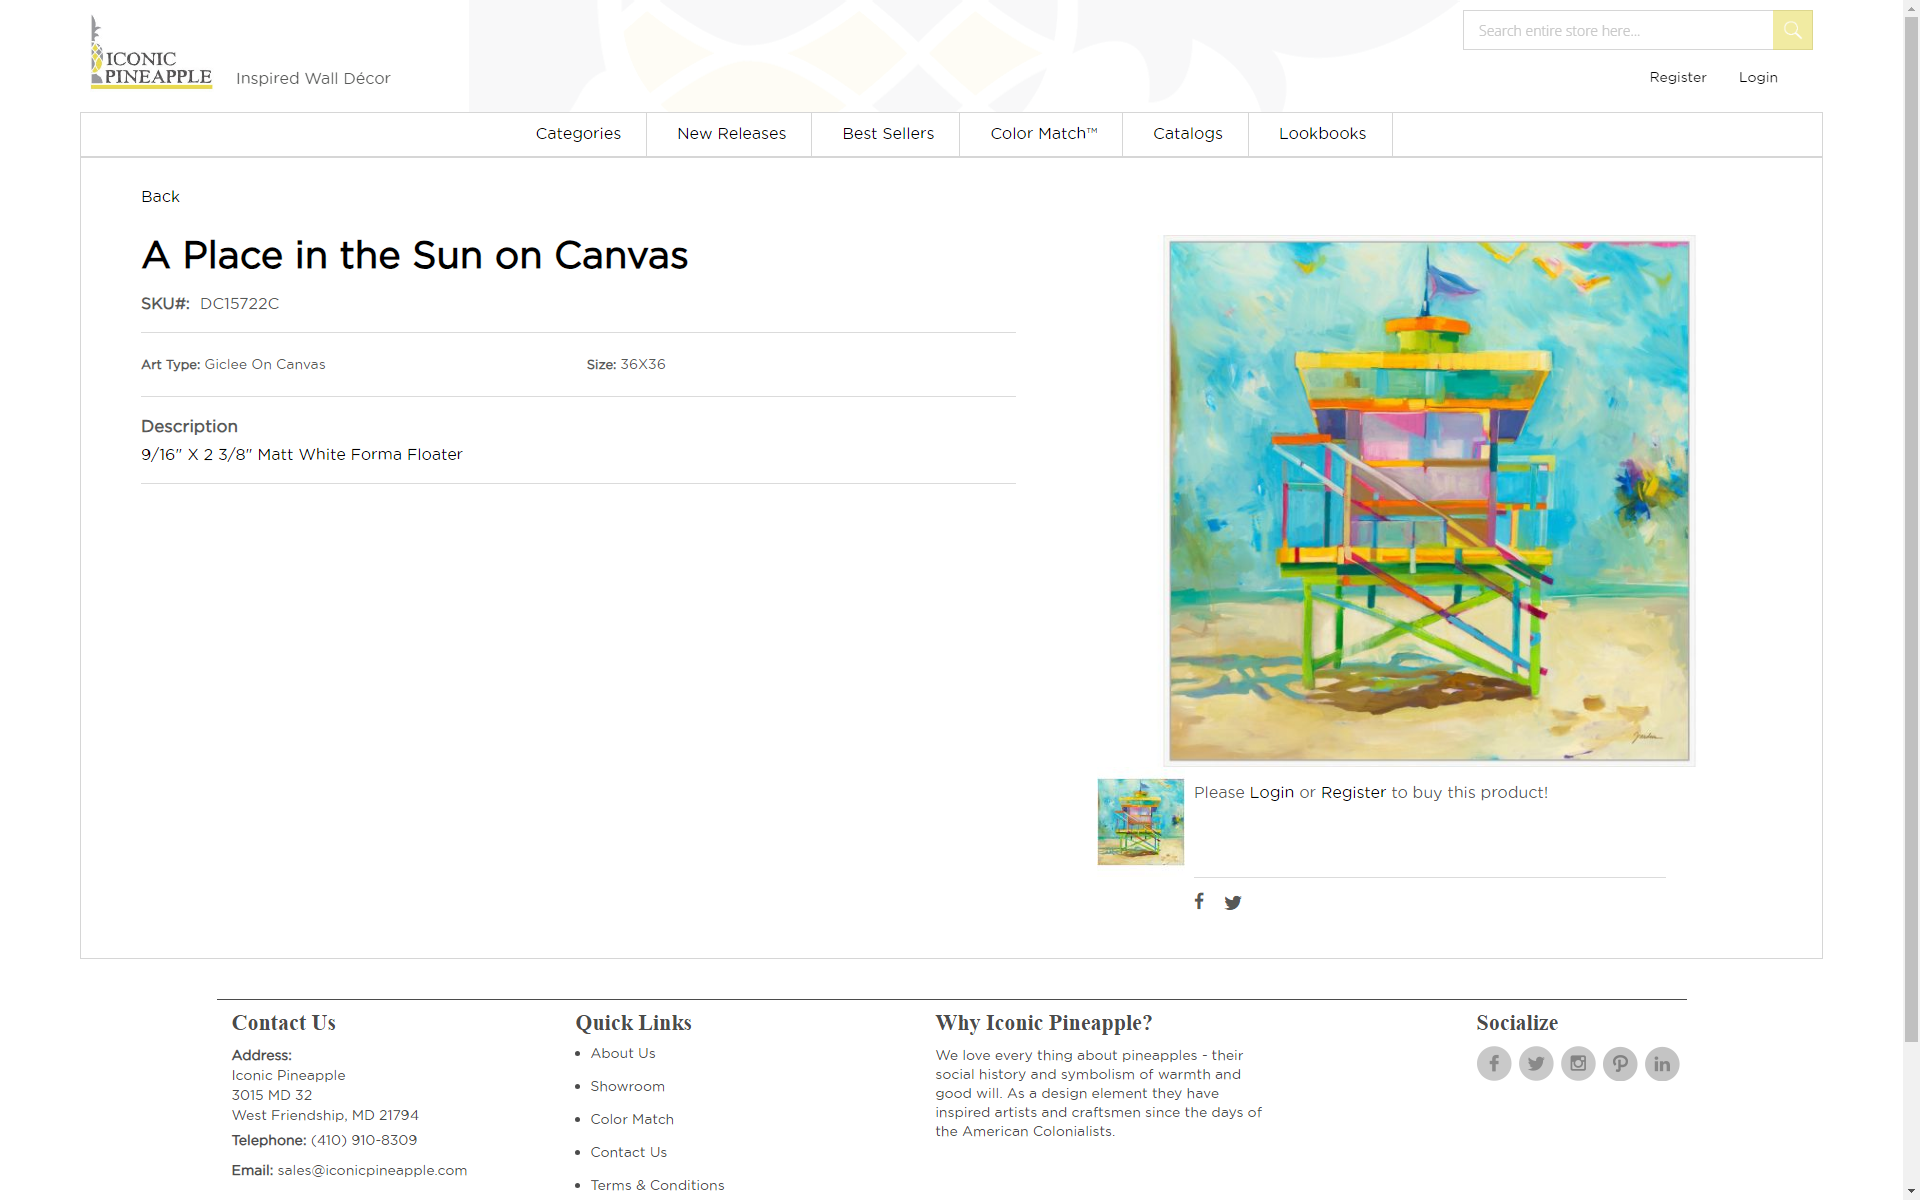 ICONIC
PINEAPPLE
Inspired Wall Décor
Search entire store here...
Register
Login
Categories
New Releases
Best Sellers
Color Match™
Catalogs
Lookbooks
Back
A Place in the Sun on Canvas
SKU#: DC15722C
Art Type: Giclee On Canvas
Size: 36X36
Description
9/16" X 2 3/8" Matt White Forma Floater
Please Login or Register to buy this product!
Contact Us
Address:
Iconic Pineapple
3015 MD 32
West Friendship, MD 21794
Telephone: (410) 910-8309
Email: sales@iconicpineapple.com
Quick Links
About Us
Showroom
Color Match
Contact Us
Terms & Conditions
Why Iconic Pineapple?
We love every thing about pineapples - their
social history and symbolism of warmth and
good will. As a design element they have
inspired artists and craftsmen since the days of
the American Colonialists.
Socialize